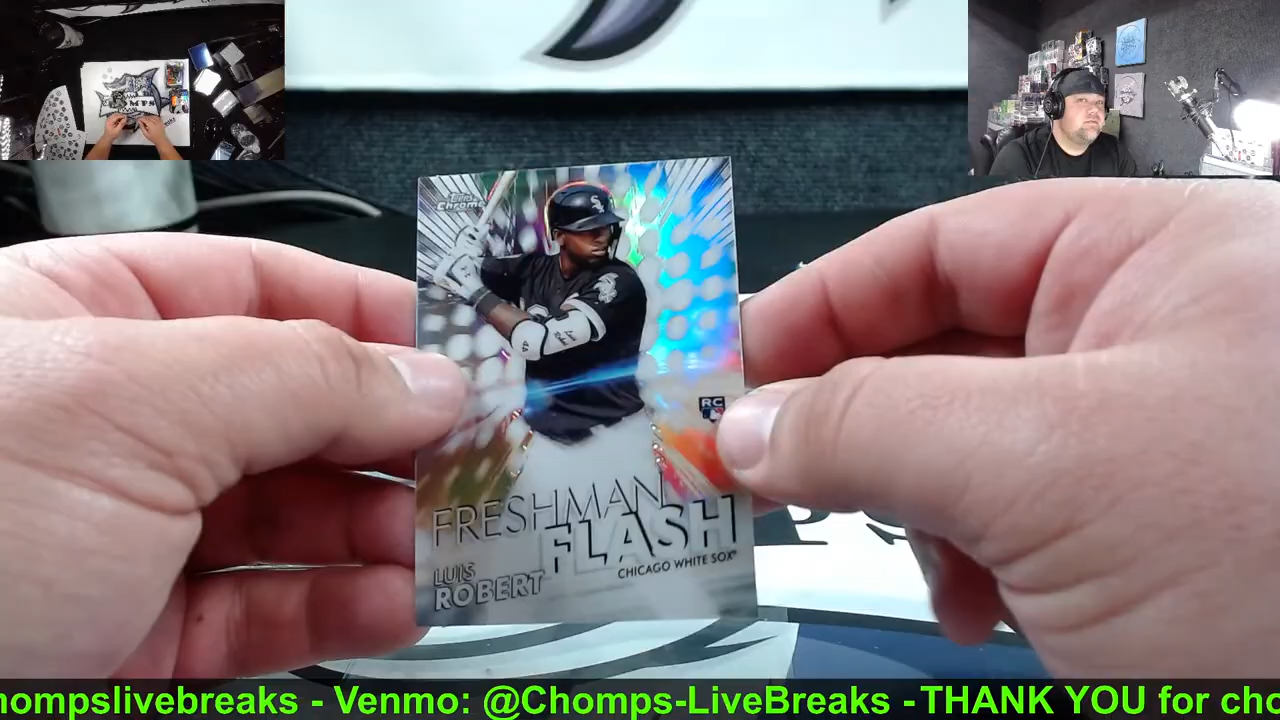 Topps
Chrome
RC
FRESHMAN
FLASH
LUIS
ROBERT
CHICAGO WHITE SOX
hompslivebreaks - Venmo: @Chomps-LiveBreaks -THANK YOU for cho